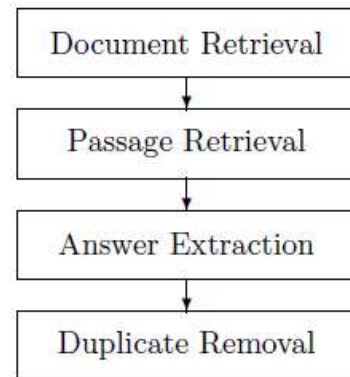 Document Retrieval
Passage Retrieval
Answer Extraction
Duplicate Removal